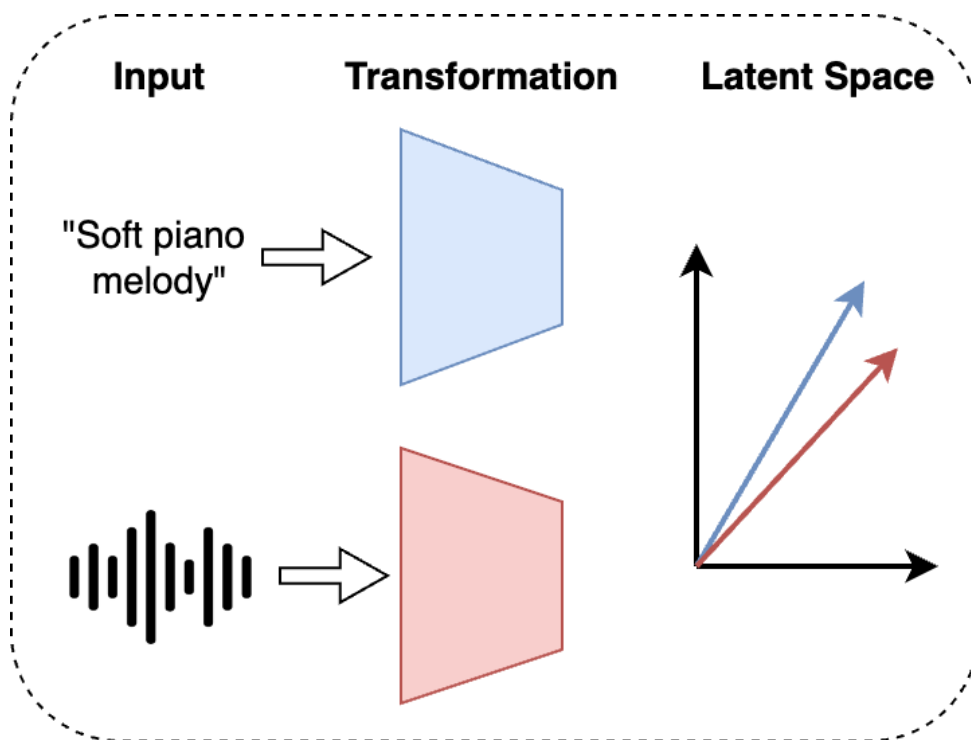 Input
Transformation
Latent Space
"Soft piano
melody"